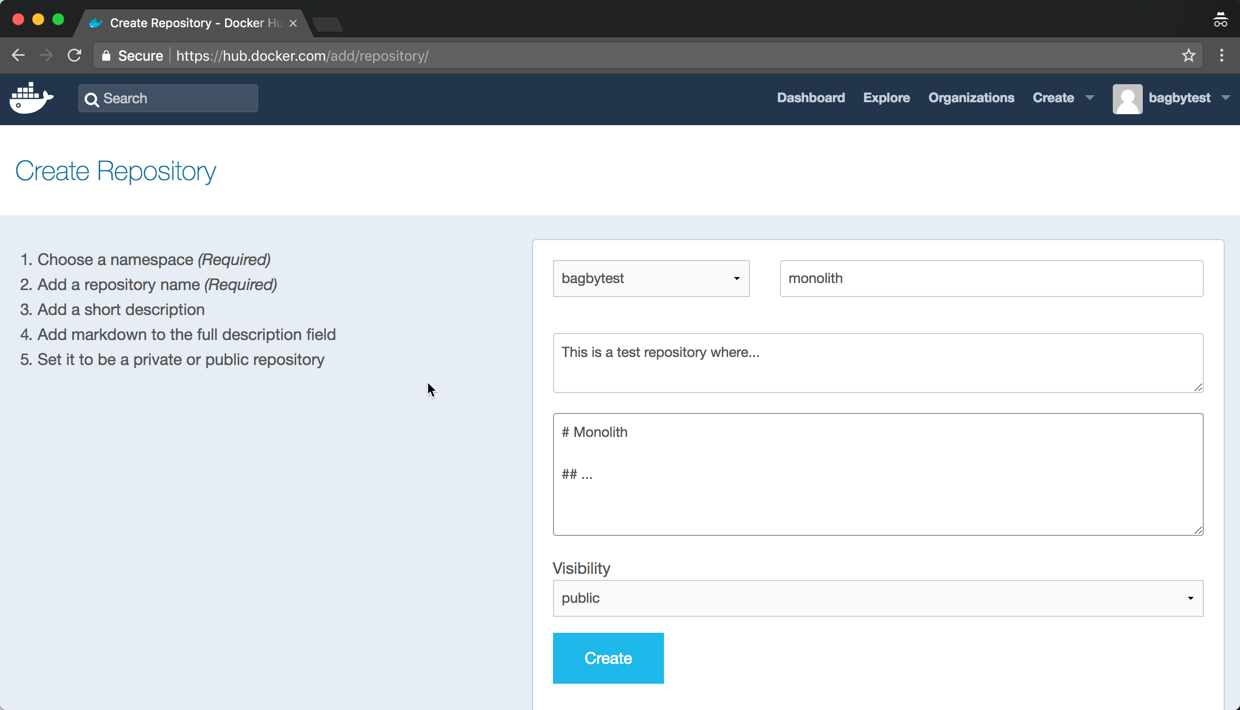 Create Repository - Docker Hu
Secure https://hub.docker.com/add/repository/
Search
Dashboard Explore Organizations Create bagbytest
Create Repository
1. Choose a namespace (Required)
2. Add a repository name (Required)
3. Add a short description
4. Add markdown to the full description field
5. Set it to be a private or public repository
bagbytest
monolith
This is a test repository where...
# Monolith
## ...
Visibility
public
Create